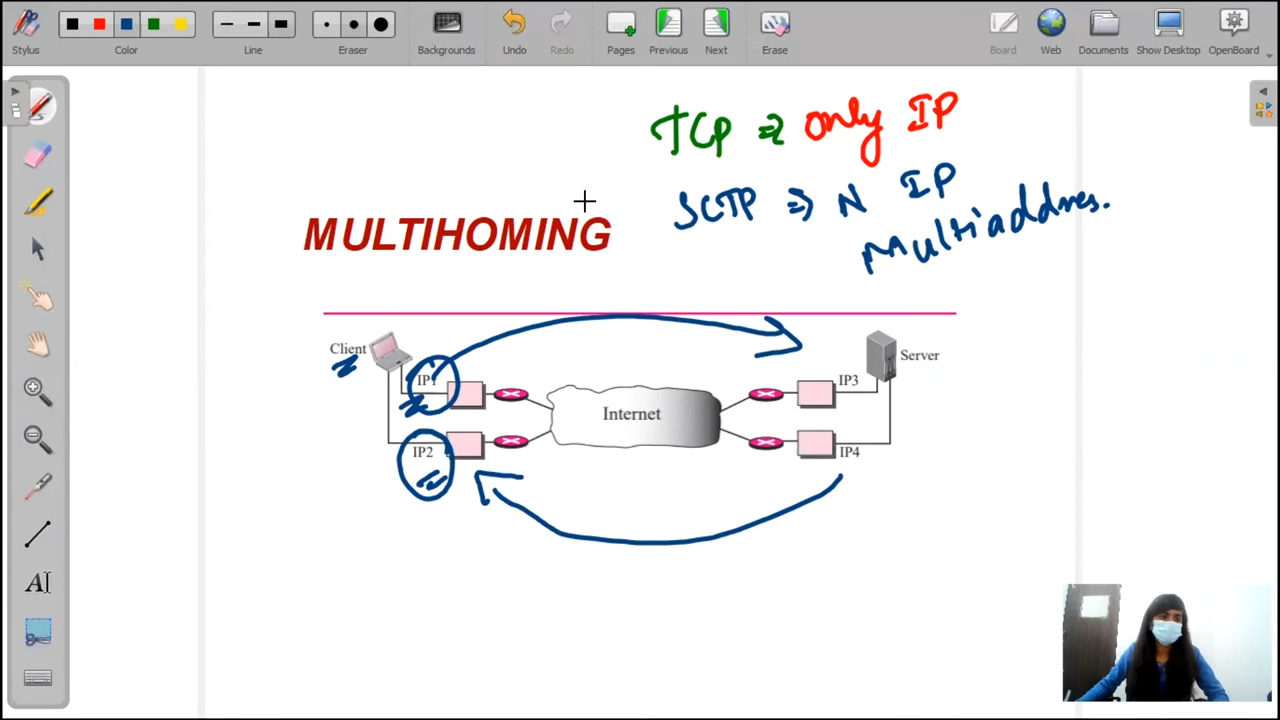 Stylus
Color
Line
Eraser
Backgrounds
Undo
Redo
Pages
Previous
Next
Erase
Board
Web
Documents
Show Desktop
OpenBoard
TCP ⇒ only IP
SCTP ⇒ N IP
Multiaddres.
MULTIHOMING
Client
Server
IP1
IP3
Internet
IP2
IP4